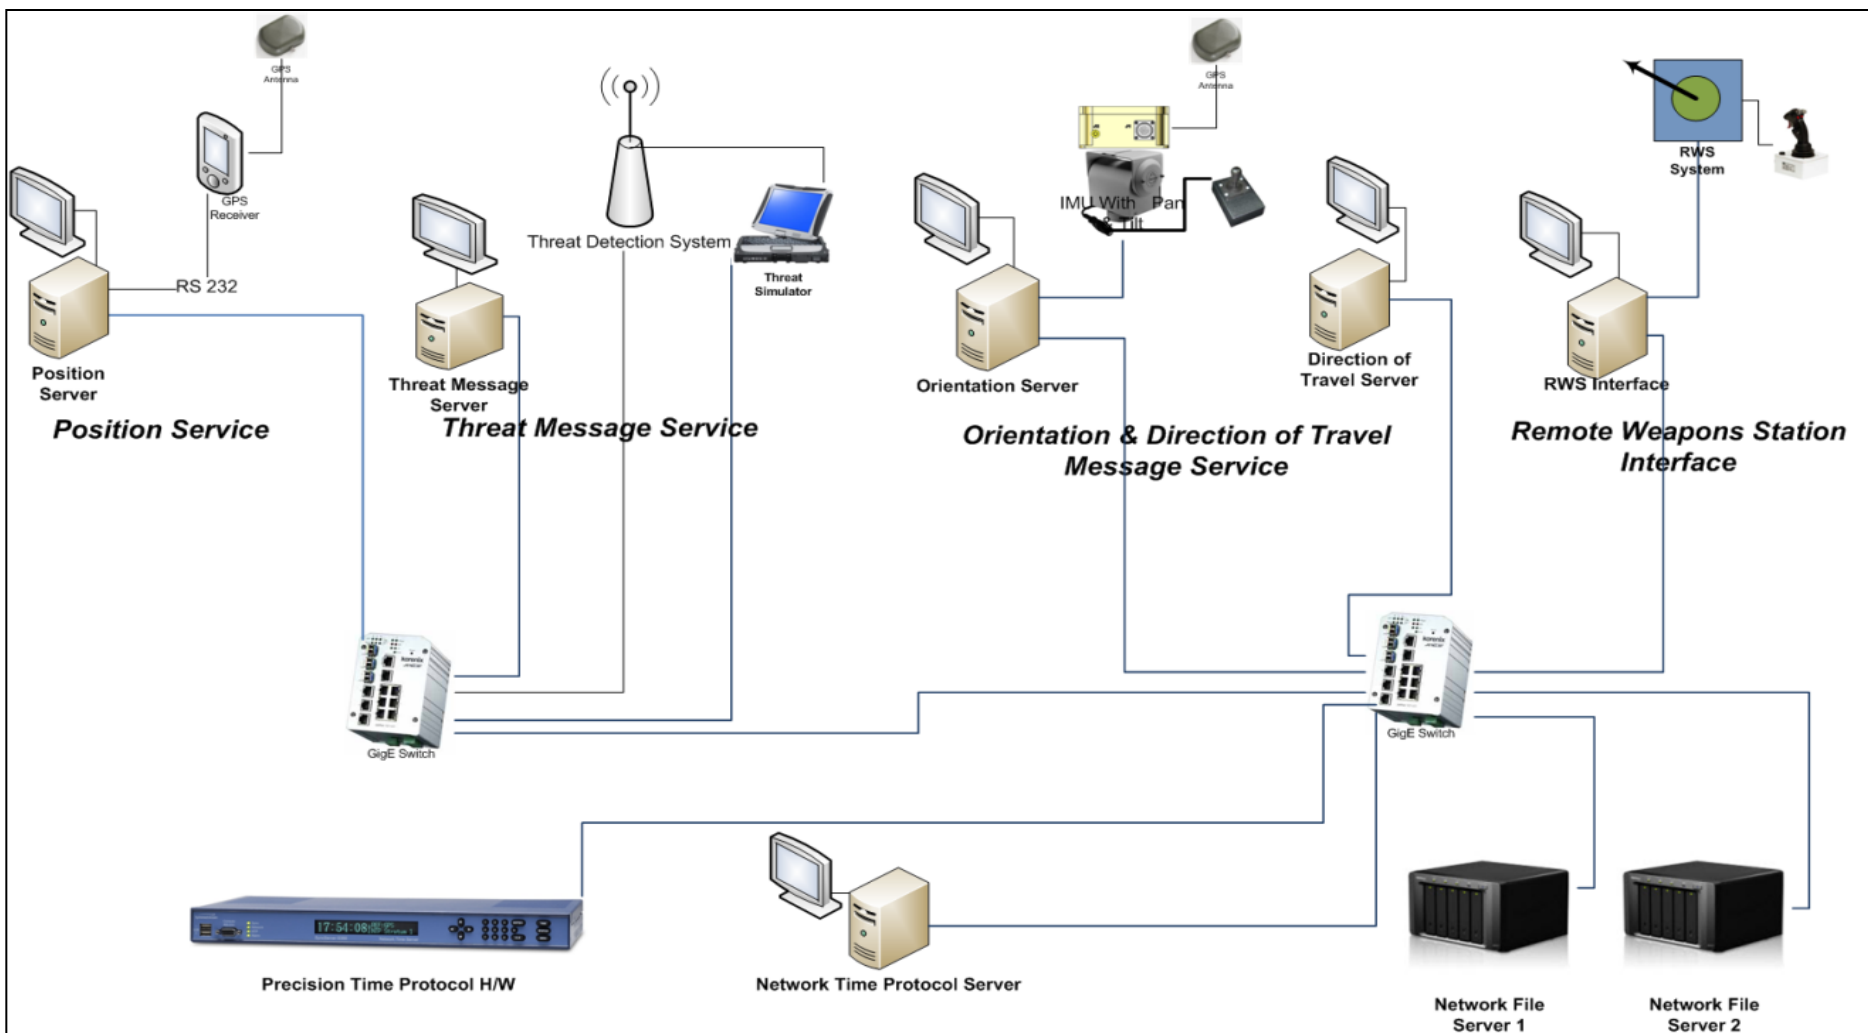 GPS
Antenna
GPS
Antenna
GPS
Receiver
RS 232
Threat Detection System
Threat
Simulator
IMU With Pan
& Tilt
RWS
System
Position
Server
Threat Message
Server
Orientation Server
Direction of
Travel Server
RWS Interface
Position Service
Threat Message Service
Orientation & Direction of Travel
Message Service
Remote Weapons Station
Interface
korenix
GigE Switch
korenix
GigE Switch
17:54:08
Precision Time Protocol H/W
Network Time Protocol Server
Network File
Server 1
Network File
Server 2